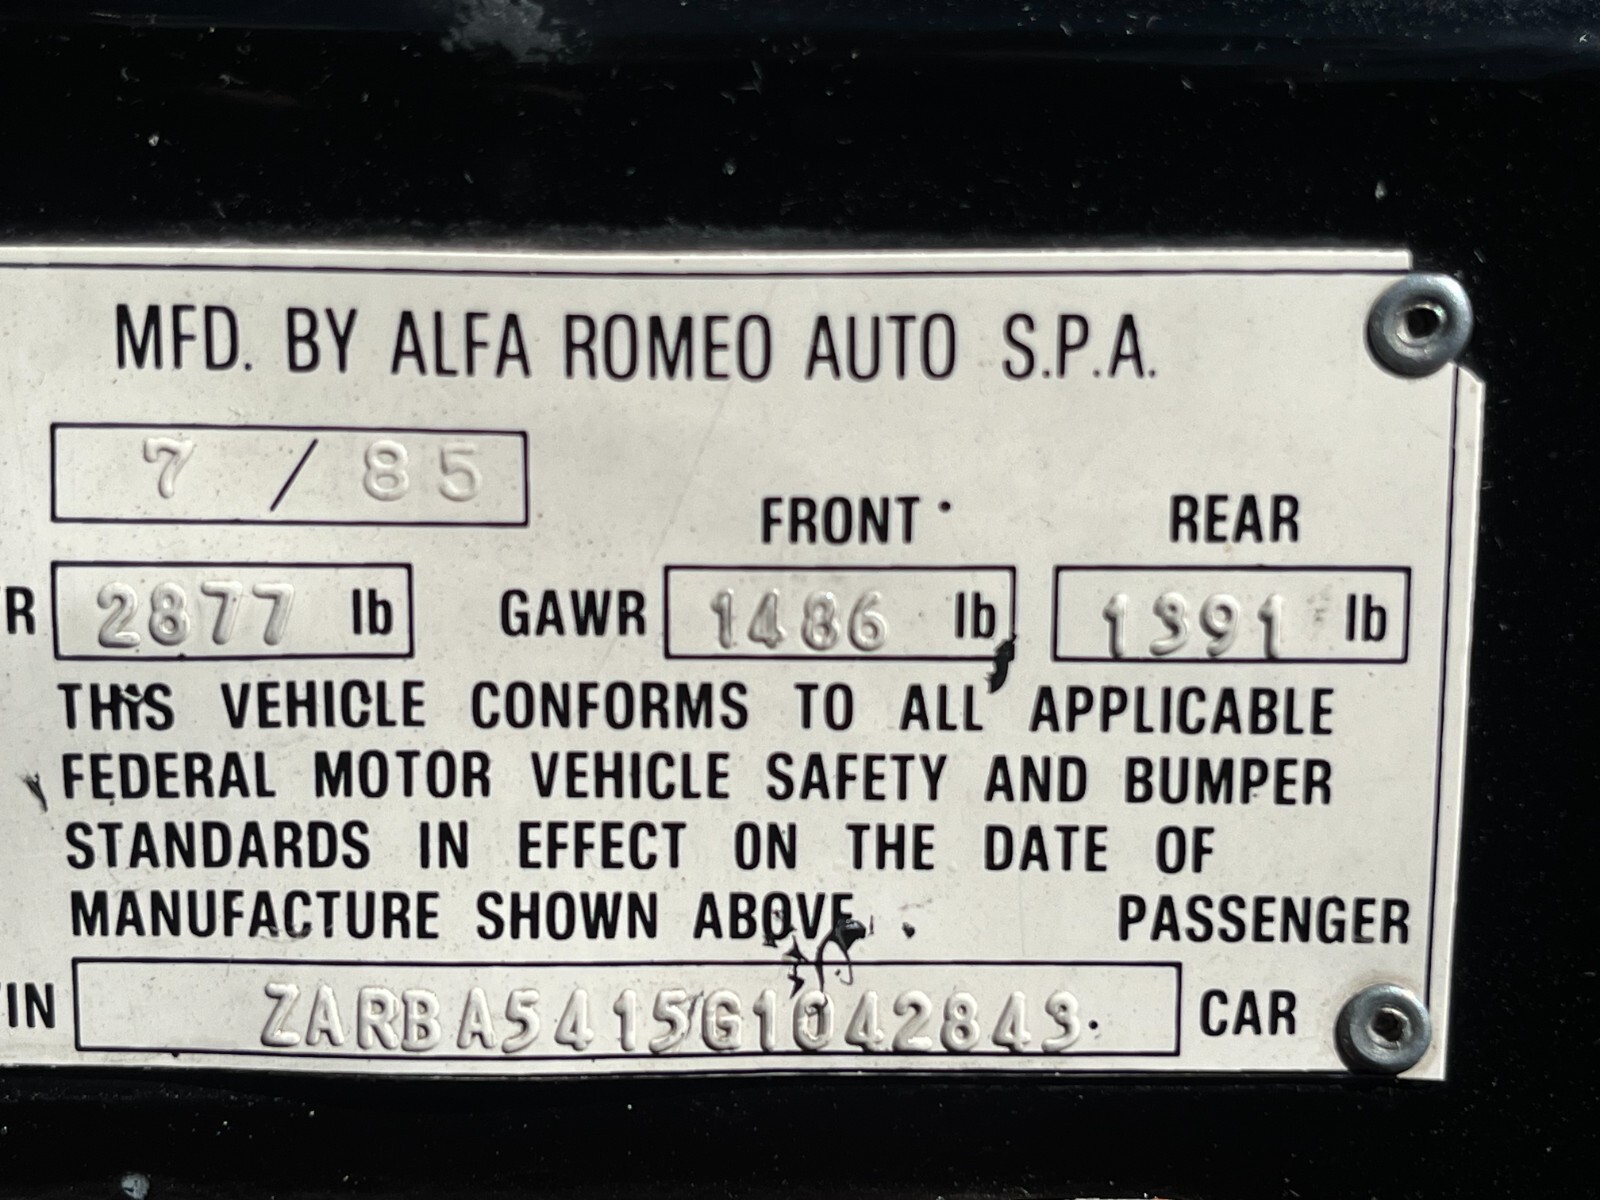 MFD. BY ALFA ROMEO AUTO S.P.A.
7 / 85
FRONT REAR
R 2877 lb GAWR 1486 lb 1391 lb
THIS VEHICLE CONFORMS TO ALL APPLICABLE
FEDERAL MOTOR VEHICLE SAFETY AND BUMPER
STANDARDS IN EFFECT ON THE DATE OF
MANUFACTURE SHOWN ABOVE. PASSENGER
IN ZARBA5415G1042843 CAR